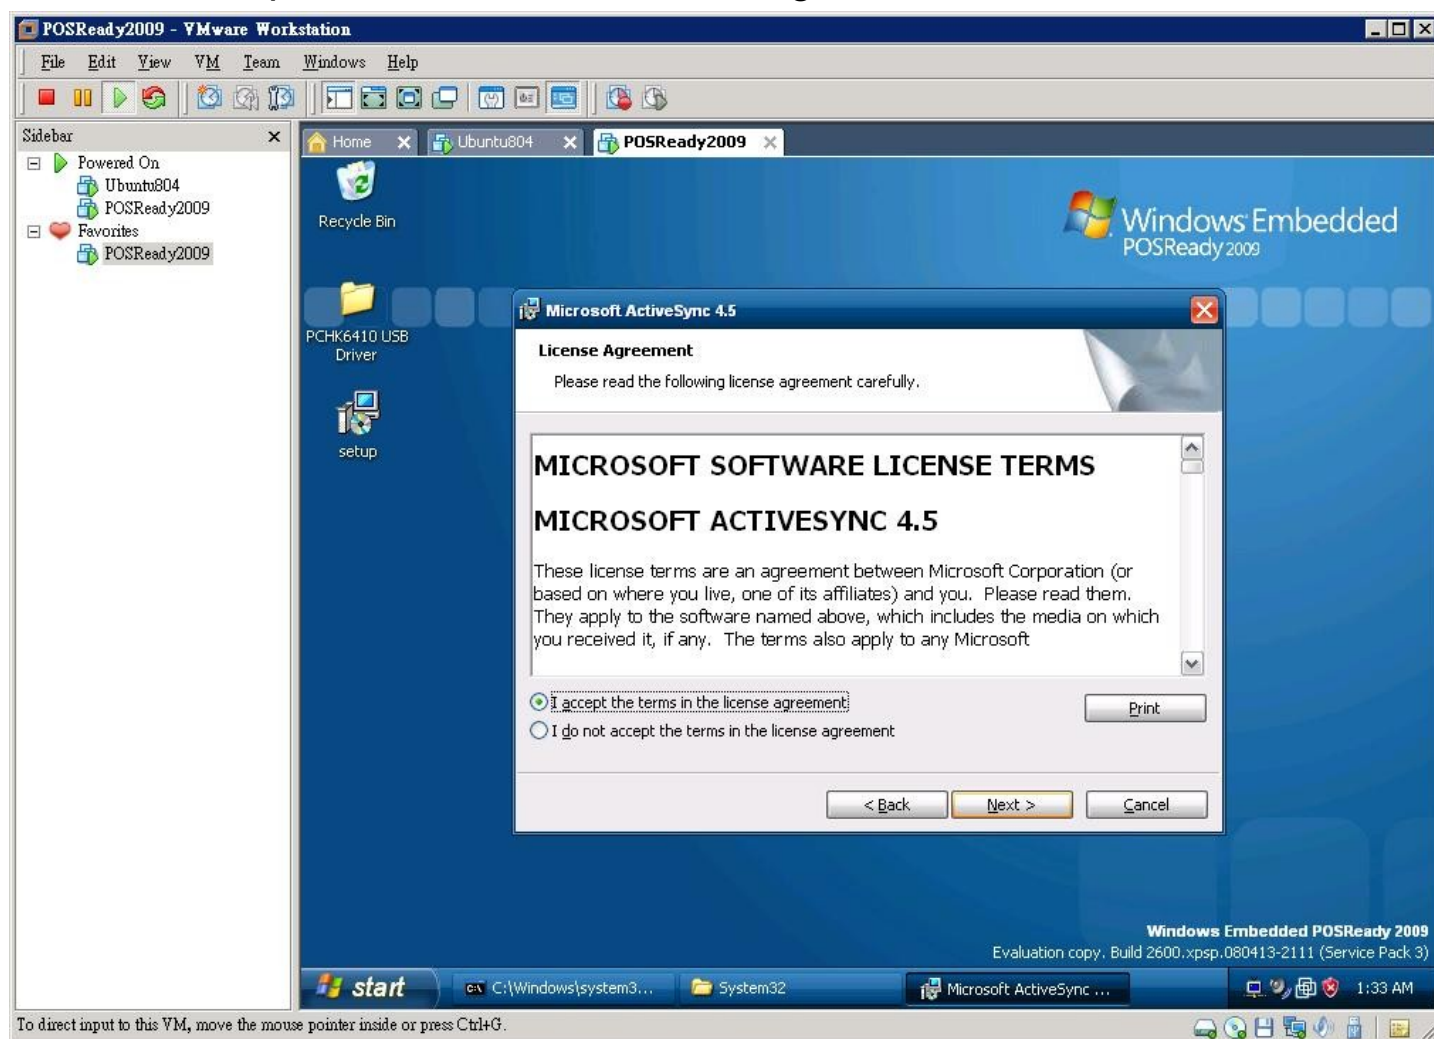 POSReady2009 - VMware Workstation
File Edit View VM Team Windows Help
Sidebar
Powered On
Ubuntu804
POSReady2009
Favorites
POSReady2009
Home Ubuntu804 POSReady2009
Recycle Bin
Windows Embedded
POSReady 2009
PCHK6410 USB
Driver
setup
Microsoft ActiveSync 4.5
License Agreement
Please read the following license agreement carefully.
MICROSOFT SOFTWARE LICENSE TERMS
MICROSOFT ACTIVESYNC 4.5
These license terms are an agreement between Microsoft Corporation (or
based on where you live, one of its affiliates) and you. Please read them.
They apply to the software named above, which includes the media on which
you received it, if any. The terms also apply to any Microsoft
I accept the terms in the license agreement
Print
I do not accept the terms in the license agreement
< Back Next > Cancel
Windows Embedded POSReady 2009
Evaluation copy. Build 2600.xpsp.080413-2111 (Service Pack 3)
start C:\Windows\system3... System32 Microsoft ActiveSync ... 1:33 AM
To direct input to this VM, move the mouse pointer inside or press Ctrl+G.